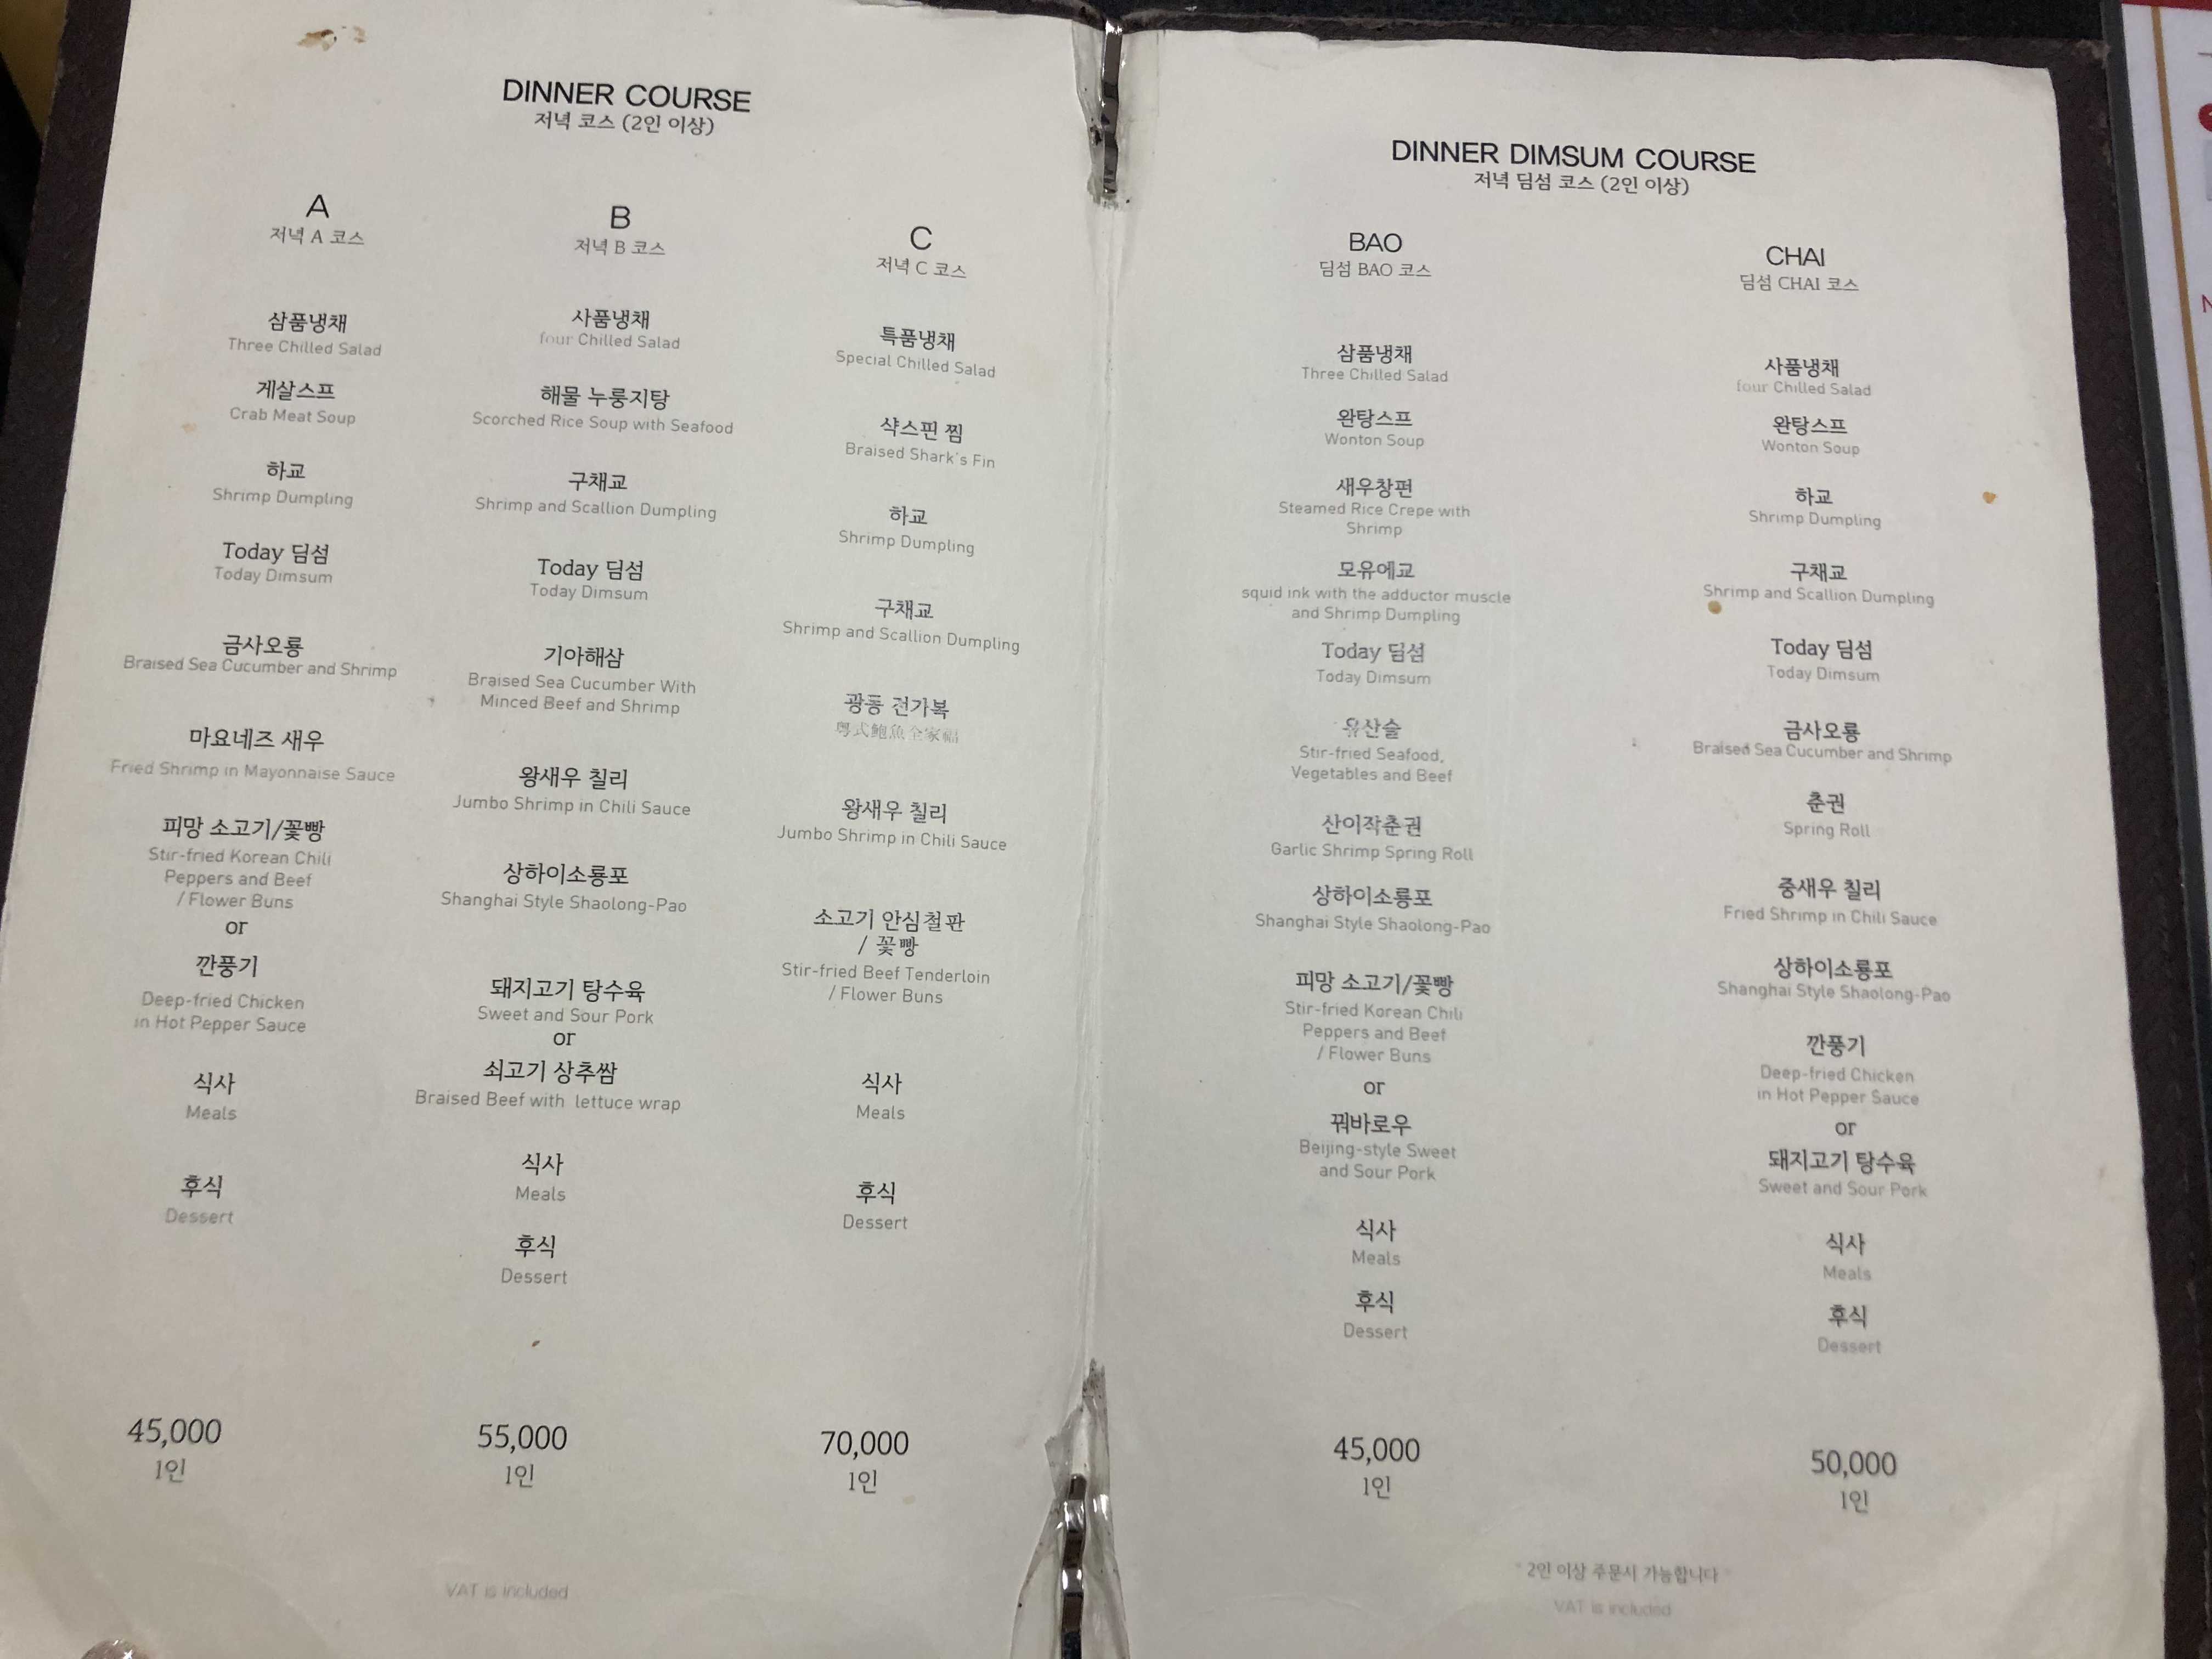 DINNER COURSE
저녁 코스 (2인 이상)
A
저녁 A 코스
삼품냉채
Three Chilled Salad
게살스프
Crab Meat Soup
하교
Shrimp Dumpling
Today 딤섬
Today Dimsum
금사오룡
Braised Sea Cucumber and Shrimp
마요네즈 새우
Fried Shrimp in Mayonnaise Sauce
피망 소고기/꽃빵
Stir-fried Korean Chili
Peppers and Beef
/ Flower Buns
or
깐풍기
Deep-fried Chicken
in Hot Pepper Sauce
식사
Meals
후식
Dessert
45,000
1인
B
저녁 B 코스
사품냉채
four Chilled Salad
해물 누룽지탕
Scorched Rice Soup with Seafood
구채교
Shrimp and Scallion Dumpling
Today 딤섬
Today Dimsum
기아해삼
Braised Sea Cucumber With
Minced Beef and Shrimp
왕새우 칠리
Jumbo Shrimp in Chili Sauce
상하이소룡포
Shanghai Style Shaolong-Pao
돼지고기 탕수육
Sweet and Sour Pork
or
쇠고기 상추쌈
Braised Beef with lettuce wrap
식사
Meals
후식
Dessert
55,000
1인
C
저녁 C 코스
특품냉채
Special Chilled Salad
샥스핀 찜
Braised Shark's Fin
하교
Shrimp Dumpling
구채교
Shrimp and Scallion Dumpling
광동 전가복
粤式鮑魚全家福
왕새우 칠리
Jumbo Shrimp in Chili Sauce
소고기 안심철판
/ 꽃빵
Stir-fried Beef Tenderloin
/ Flower Buns
식사
Meals
후식
Dessert
70,000
1인
VAT is included
DINNER DIMSUM COURSE
저녁 딤섬 코스 (2인 이상)
BAO
딤섬 BAO 코스
삼품냉채
Three Chilled Salad
완탕스프
Wonton Soup
새우창펀
Steamed Rice Crepe with
Shrimp
모유에교
squid ink with the adductor muscle
and Shrimp Dumpling
Today 딤섬
Today Dimsum
유산슬
Stir-fried Seafood,
Vegetables and Beef
산이작춘권
Garlic Shrimp Spring Roll
상하이소룡포
Shanghai Style Shaolong-Pao
피망 소고기/꽃빵
Stir-fried Korean Chili
Peppers and Beef
/ Flower Buns
or
꿔바로우
Beijing-style Sweet
and Sour Pork
식사
Meals
후식
Dessert
45,000
1인
CHAI
딤섬 CHAI 코스
사품냉채
four Chilled Salad
완탕스프
Wonton Soup
하교
Shrimp Dumpling
구채교
Shrimp and Scallion Dumpling
Today 딤섬
Today Dimsum
금사오룡
Braised Sea Cucumber and Shrimp
춘권
Spring Roll
중새우 칠리
Fried Shrimp in Chili Sauce
상하이소룡포
Shanghai Style Shaolong-Pao
깐풍기
Deep-fried Chicken
in Hot Pepper Sauce
or
돼지고기 탕수육
Sweet and Sour Pork
식사
Meals
후식
Dessert
50,000
1인
* 2인 이상 주문시 가능합니다
VAT is included